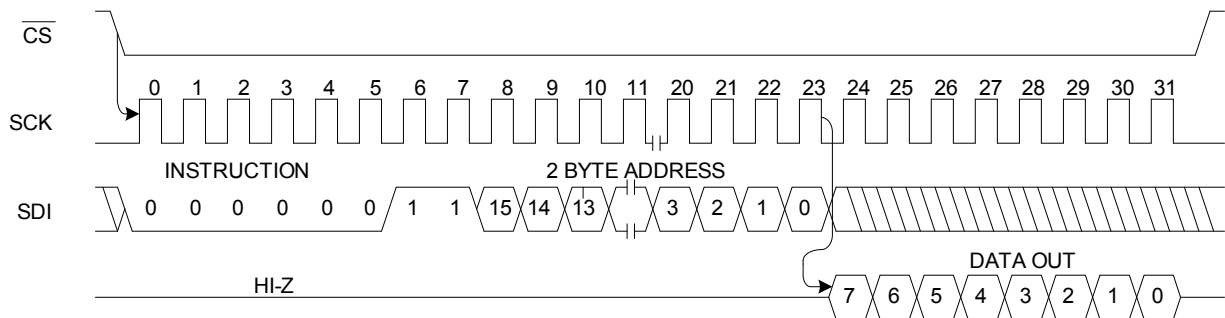 CS
0 1 2 3 4 5 6 7 8 9 10 11 20 21 22 23 24 25 26 27 28 29 30 31
SCK
INSTRUCTION 2 BYTE ADDRESS
SDI 0 0 0 0 0 0 1 1 15 14 13 3 2 1 0
DATA OUT
HI-Z 7 6 5 4 3 2 1 0